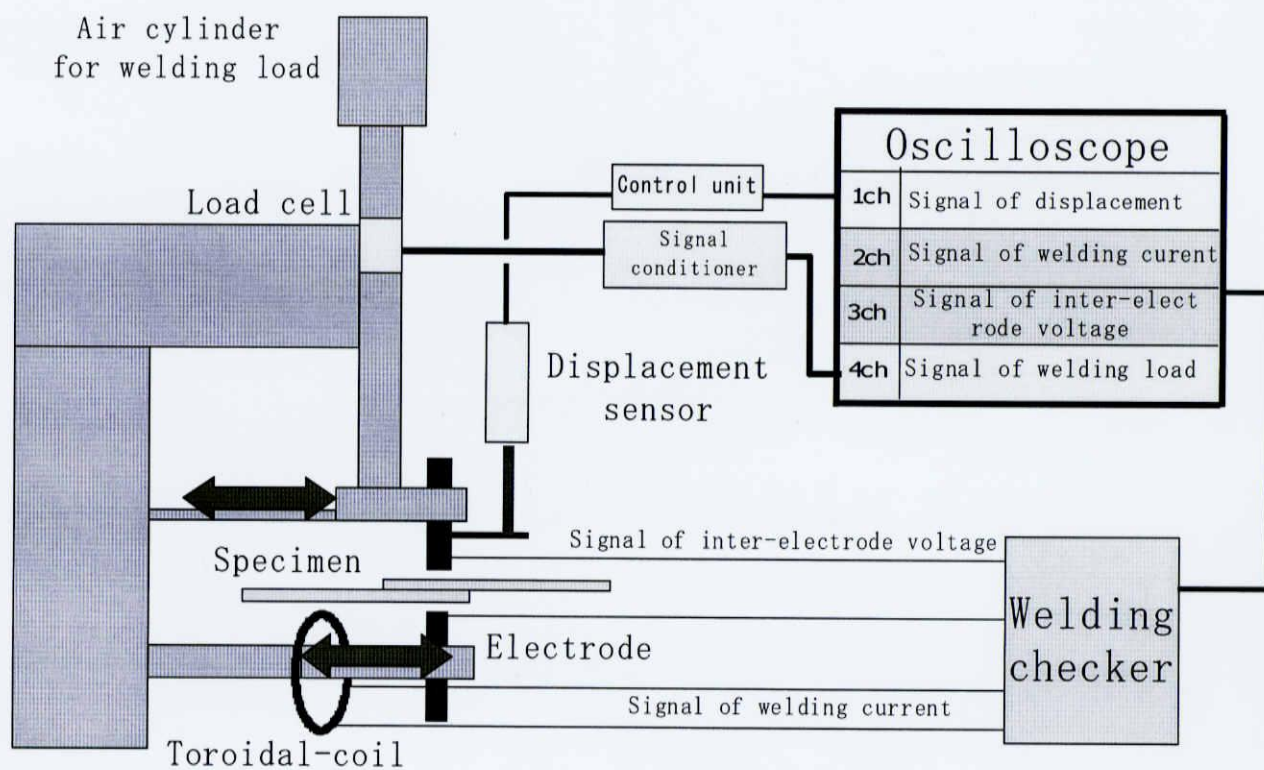 Air cylinder
for welding load
Load cell
Control unit
Signal
conditioner
Displacement
sensor
Oscilloscope
1ch Signal of displacement
2ch Signal of welding curent
3ch Signal of inter-elect
rode voltage
4ch Signal of welding load
Specimen
Signal of inter-electrode voltage
Electrode
Welding
checker
Signal of welding current
Toroidal-coil